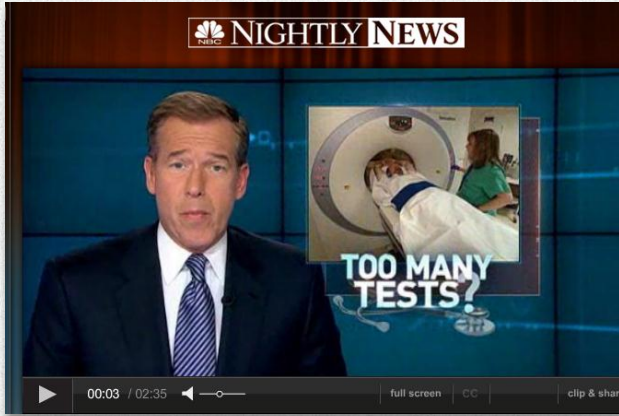 NBC NIGHTLY NEWS
TOO MANY
TESTS?
00:03 / 02:35 full screen CC clip & shar